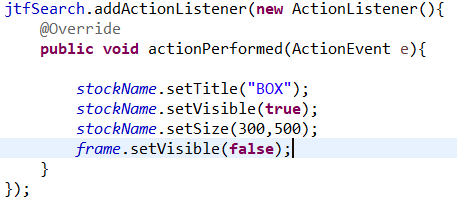 jtfSearch.addActionListener(new ActionListener(){
@Override
public void actionPerformed(ActionEvent e){
stockName.setTitle("BOX");
stockName.setVisible(true);
stockName.setSize(300,500);
frame.setVisible(false);
}
});